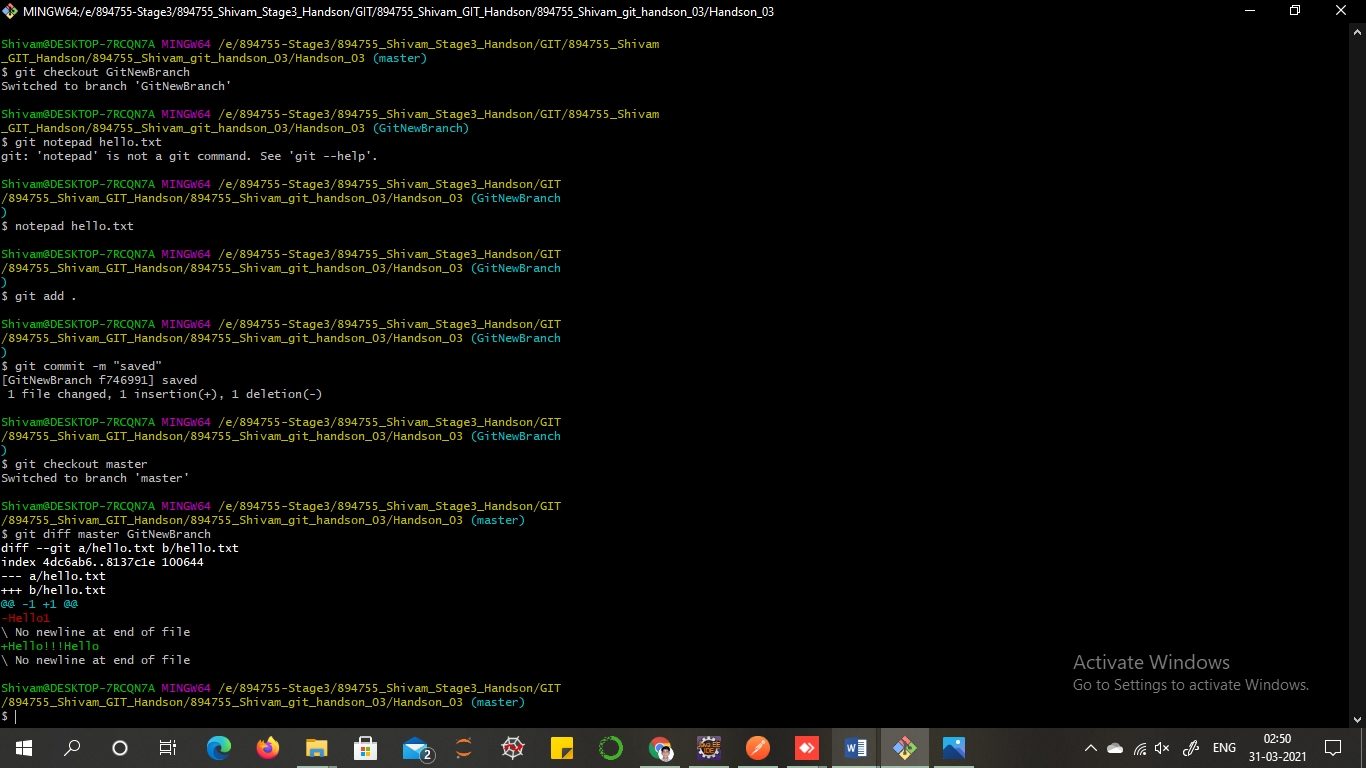 MINGW64:/e/894755-Stage3/894755_Shivam_Stage3_Handson/GIT/894755_Shivam_GIT_Handson/894755_Shivam_git_handson_03/Handson_03
Shivam@DESKTOP-7RCQN7A MINGW64 /e/894755-Stage3/894755_Shivam_Stage3_Handson/GIT/894755_Shivam
_GIT_Handson/894755_Shivam_git_handson_03/Handson_03 (master)
$ git checkout GitNewBranch
Switched to branch 'GitNewBranch'
Shivam@DESKTOP-7RCQN7A MINGW64 /e/894755-Stage3/894755_Shivam_Stage3_Handson/GIT/894755_Shivam
_GIT_Handson/894755_Shivam_git_handson_03/Handson_03 (GitNewBranch)
$ git notepad hello.txt
git: 'notepad' is not a git command. See 'git --help'.
Shivam@DESKTOP-7RCQN7A MINGW64 /e/894755-Stage3/894755_Shivam_Stage3_Handson/GIT
/894755_Shivam_GIT_Handson/894755_Shivam_git_handson_03/Handson_03 (GitNewBranch
)
$ notepad hello.txt
Shivam@DESKTOP-7RCQN7A MINGW64 /e/894755-Stage3/894755_Shivam_Stage3_Handson/GIT
/894755_Shivam_GIT_Handson/894755_Shivam_git_handson_03/Handson_03 (GitNewBranch
)
$ git add .
Shivam@DESKTOP-7RCQN7A MINGW64 /e/894755-Stage3/894755_Shivam_Stage3_Handson/GIT
/894755_Shivam_GIT_Handson/894755_Shivam_git_handson_03/Handson_03 (GitNewBranch
)
$ git commit -m "saved"
[GitNewBranch f746991] saved
 1 file changed, 1 insertion(+), 1 deletion(-)
Shivam@DESKTOP-7RCQN7A MINGW64 /e/894755-Stage3/894755_Shivam_Stage3_Handson/GIT
/894755_Shivam_GIT_Handson/894755_Shivam_git_handson_03/Handson_03 (GitNewBranch
)
$ git checkout master
Switched to branch 'master'
Shivam@DESKTOP-7RCQN7A MINGW64 /e/894755-Stage3/894755_Shivam_Stage3_Handson/GIT
/894755_Shivam_GIT_Handson/894755_Shivam_git_handson_03/Handson_03 (master)
$ git diff master GitNewBranch
diff --git a/hello.txt b/hello.txt
index 4dc6ab6..8137c1e 100644
--- a/hello.txt
+++ b/hello.txt
@@ -1 +1 @@
-Hello1
\ No newline at end of file
+Hello!!!Hello
\ No newline at end of file
Shivam@DESKTOP-7RCQN7A MINGW64 /e/894755-Stage3/894755_Shivam_Stage3_Handson/GIT
/894755_Shivam_GIT_Handson/894755_Shivam_git_handson_03/Handson_03 (master)
$
Activate Windows
Go to Settings to activate Windows.
2
Java EE
IDE
W
ENG
02:50
31-03-2021